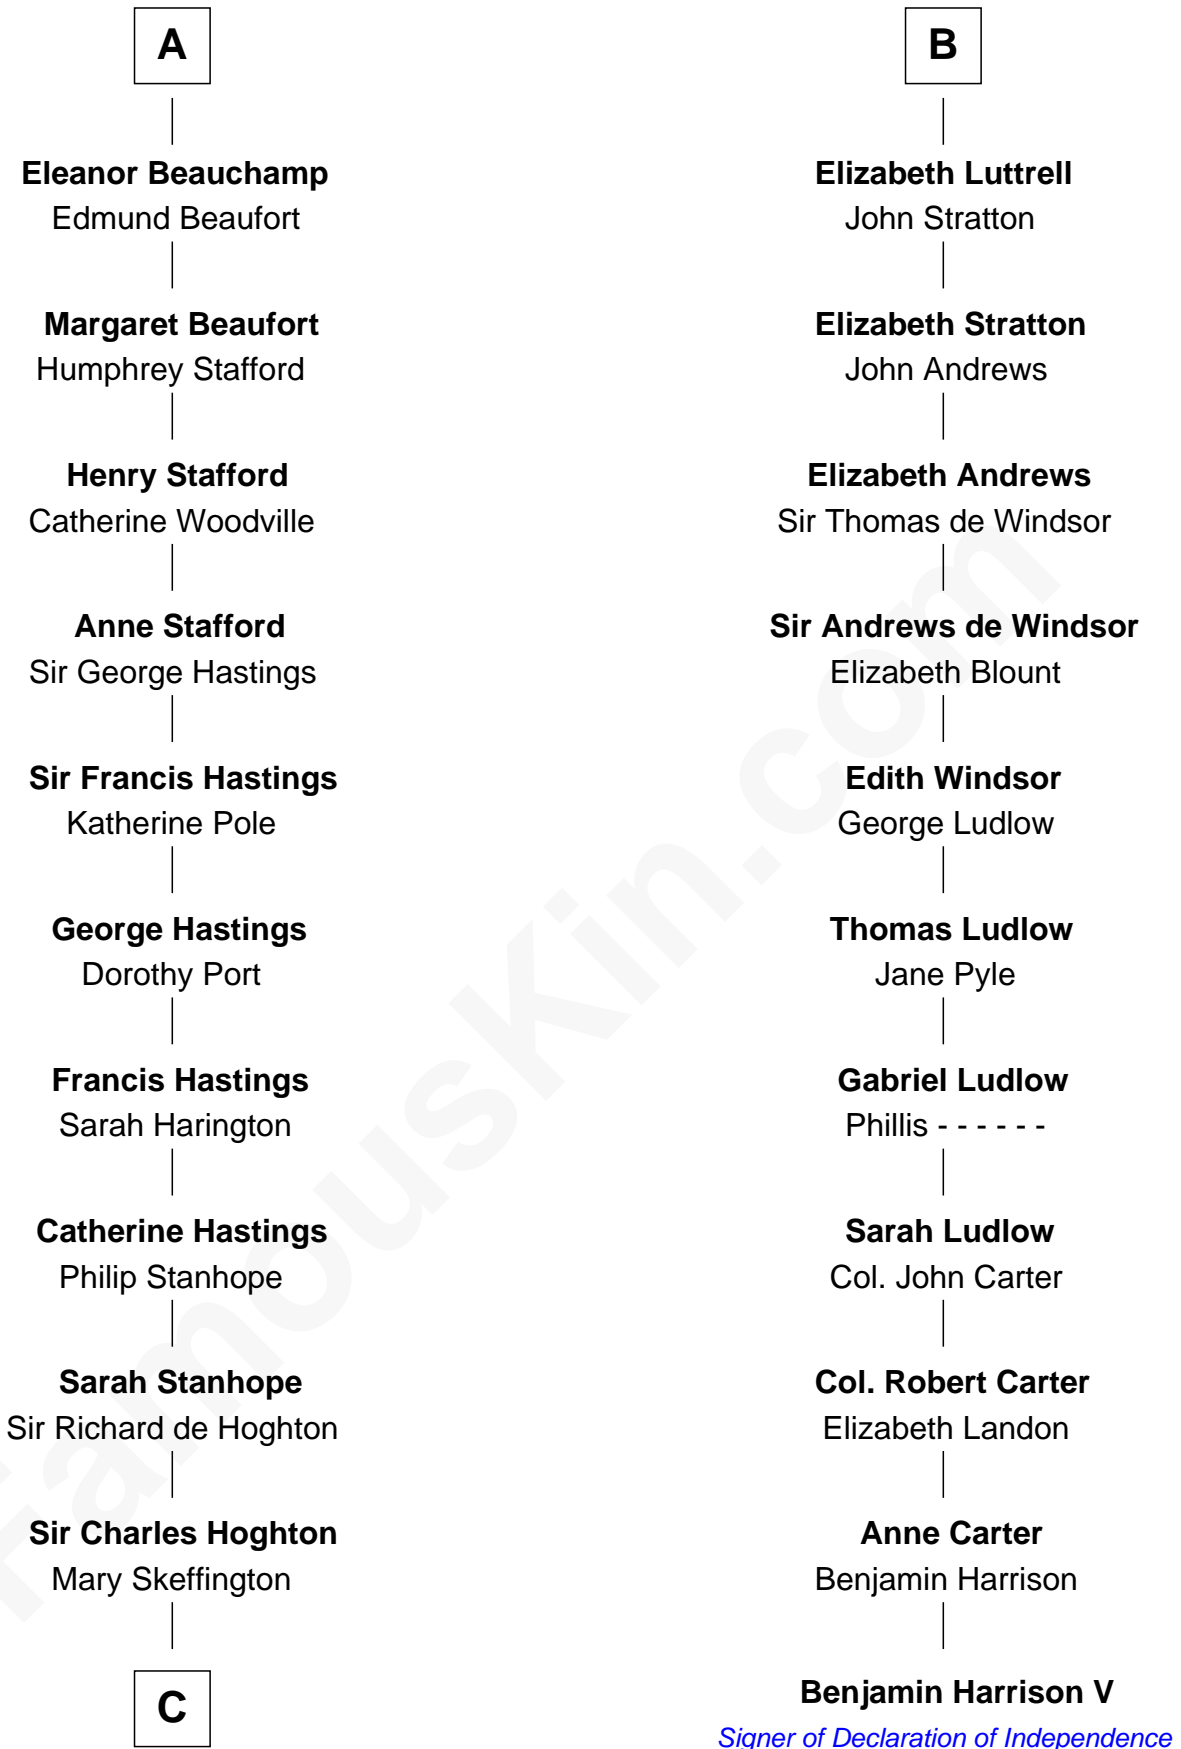 A
Eleanor Beauchamp
Edmund Beaufort
Margaret Beaufort
Humphrey Stafford
Henry Stafford
Catherine Woodville
Anne Stafford
Sir George Hastings
Sir Francis Hastings
Katherine Pole
George Hastings
Dorothy Port
Francis Hastings
Sarah Harington
Catherine Hastings
Philip Stanhope
Sarah Stanhope
Sir Richard de Hoghton
Sir Charles Hoghton
Mary Skeffington
C
B
Elizabeth Luttrell
John Stratton
Elizabeth Stratton
John Andrews
Elizabeth Andrews
Sir Thomas de Windsor
Sir Andrews de Windsor
Elizabeth Blount
Edith Windsor
George Ludlow
Thomas Ludlow
Jane Pyle
Gabriel Ludlow
Phillis - - - - - -
Sarah Ludlow
Col. John Carter
Col. Robert Carter
Elizabeth Landon
Anne Carter
Benjamin Harrison
Benjamin Harrison V
Signer of Declaration of Independence
FamousKin.com